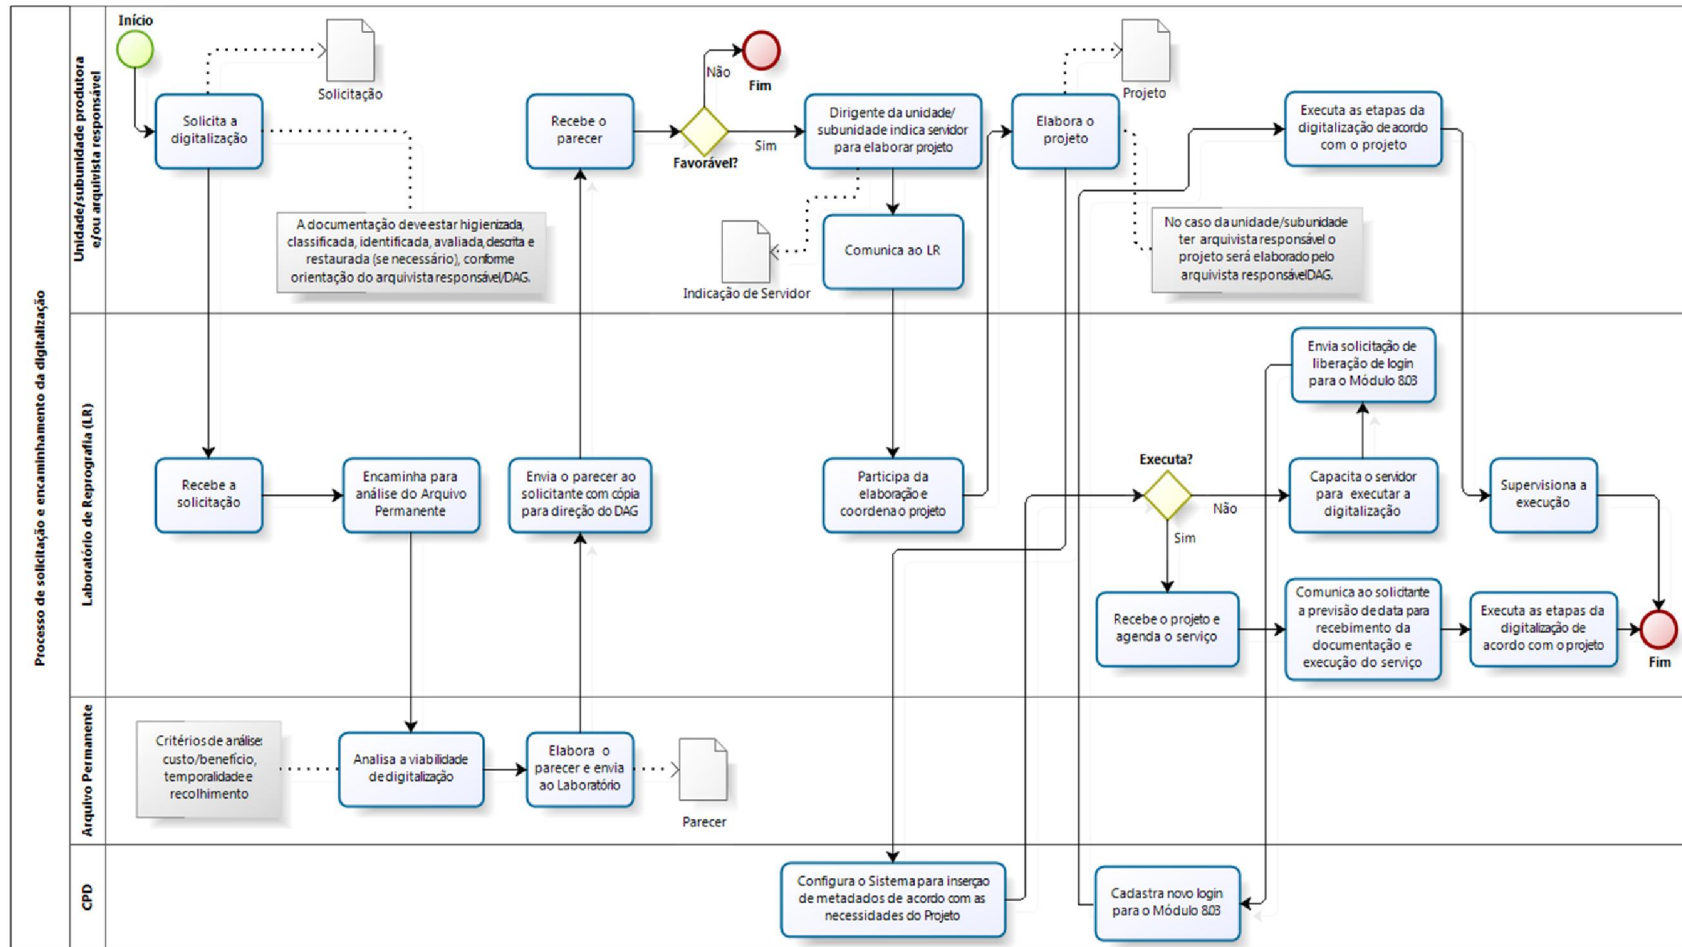 Processo de solicitação e encaminhamento da digitalização
Unidade/subunidade produtora
e/ou arquivista responsável
Início
Solicita a
digitalização
Solicitação
A documentação deve estar higienizada,
classificada, identificada, avaliada, descrita e
restaurada (se necessário), conforme
orientação do arquivista responsável/DAG.
Recebe o
parecer
Favorável?
Não
Fim
Sim
Dirigente da unidade/
subunidade indica servidor
para elaborar projeto
Indicação de Servidor
Comunica ao LR
Elabora o
projeto
Projeto
No caso da unidade/subunidade
ter arquivista responsável o
projeto será elaborado pelo
arquivista responsávelDAG.
Executa as etapas da
digitalização de acordo
com o projeto
Laboratório de Reprografia (LR)
Recebe a
solicitação
Encaminha para
análise do Arquivo
Permanente
Envia o parecer ao
solicitante com cópia
para direção do DAG
Participa da
elaboração e
coordena o projeto
Executa?
Não
Sim
Envia solicitação de
liberação de login
para o Módulo 8.03
Capacita o servidor
para executar a
digitalização
Supervisiona a
execução
Recebe o projeto e
agenda o serviço
Comunica ao solicitante
a previsão de data para
recebimento da
documentação e
execução do serviço
Executa as etapas da
digitalização de
acordo com o projeto
Fim
Arquivo Permanente
Critérios de análise:
custo/benefício,
temporalidade e
recolhimento
Analisa a viabilidade
de digitalização
Elabora o
parecer e envia
ao Laboratório
Parecer
CPD
Configura o Sistema para inserçao
de metadados de acordo com as
necessidades do Projeto
Cadastra novo login
para o Módulo 8.03